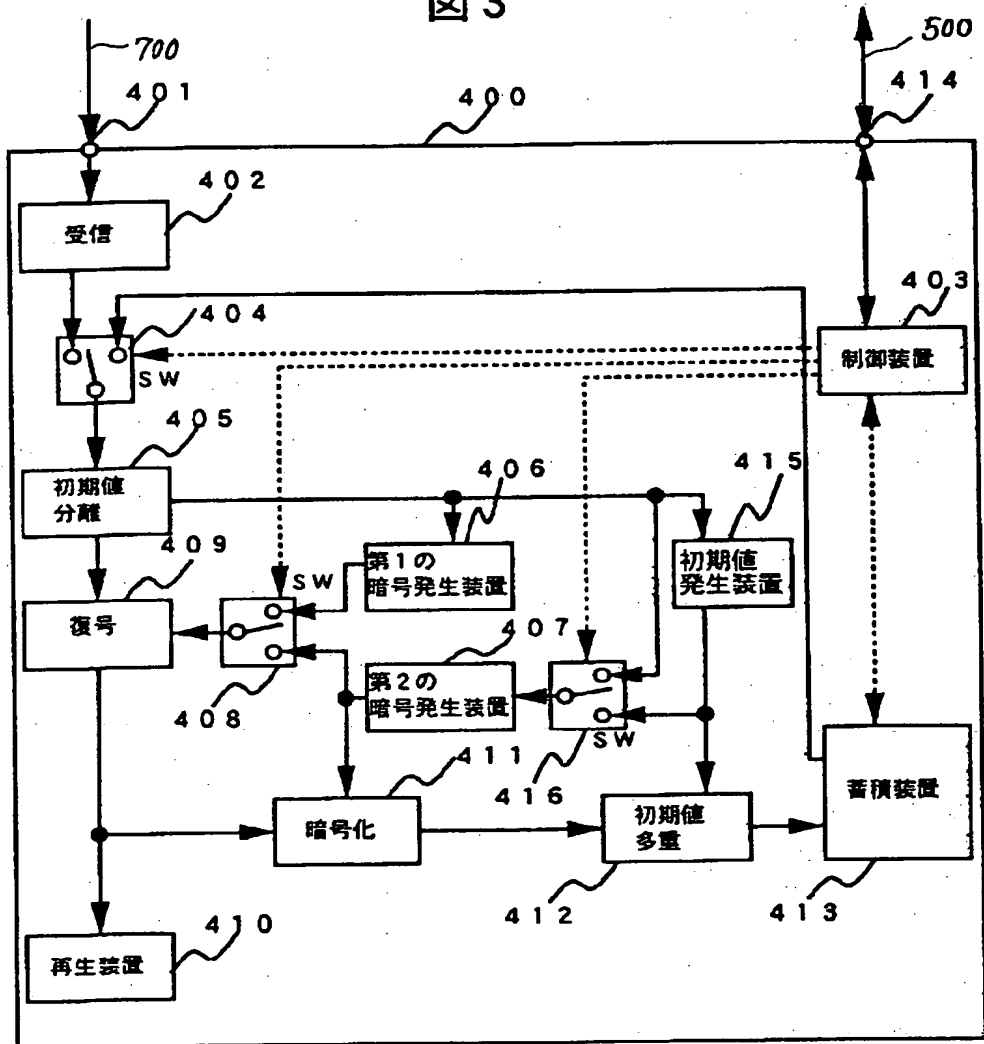 図3
700
500
401
400
414
402
受信
404
403
SW
制御装置
405
初期値
分離
406
415
409
第1の
暗号発生装置
初期値
発生装置
SW
復号
407
第2の
暗号発生装置
408
SW
411
416
蓄積装置
暗号化
初期値
多重
412
413
410
再生装置